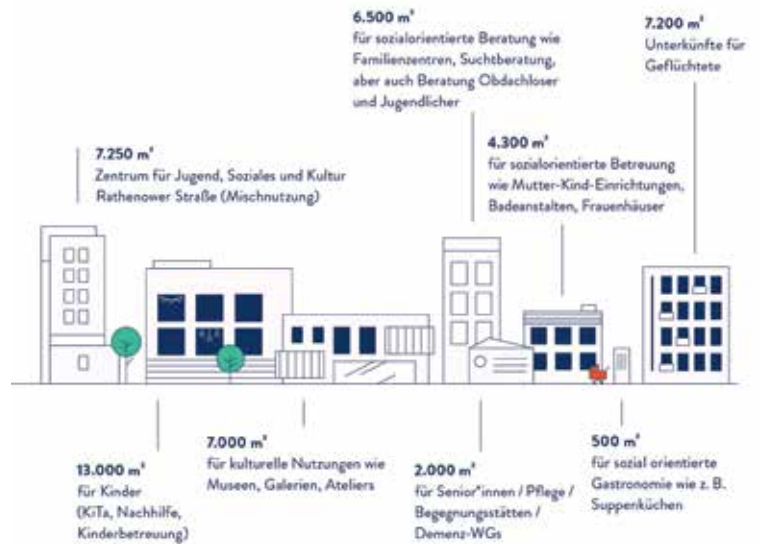 6.500 m²
für sozialorientierte Beratung wie
Familienzentren, Suchtberatung,
aber auch Beratung Obdachloser
und Jugendlicher
7.200 m²
Unterkünfte für
Geflüchtete
7.250 m²
Zentrum für Jugend, Soziales und Kultur
Rathenower Straße (Mischnutzung)
4.300 m²
für sozialorientierte Betreuung
wie Mutter-Kind-Einrichtungen,
Badeanstalten, Frauenhäuser
13.000 m²
für Kinder
(KiTa, Nachhilfe,
Kinderbetreuung)
7.000 m²
für kulturelle Nutzungen wie
Museen, Galerien, Ateliers
2.000 m²
für Senior*innen / Pflege /
Begegnungsstätten /
Demenz-WGs
500 m²
für sozial orientierte
Gastronomie wie z. B.
Suppenküchen